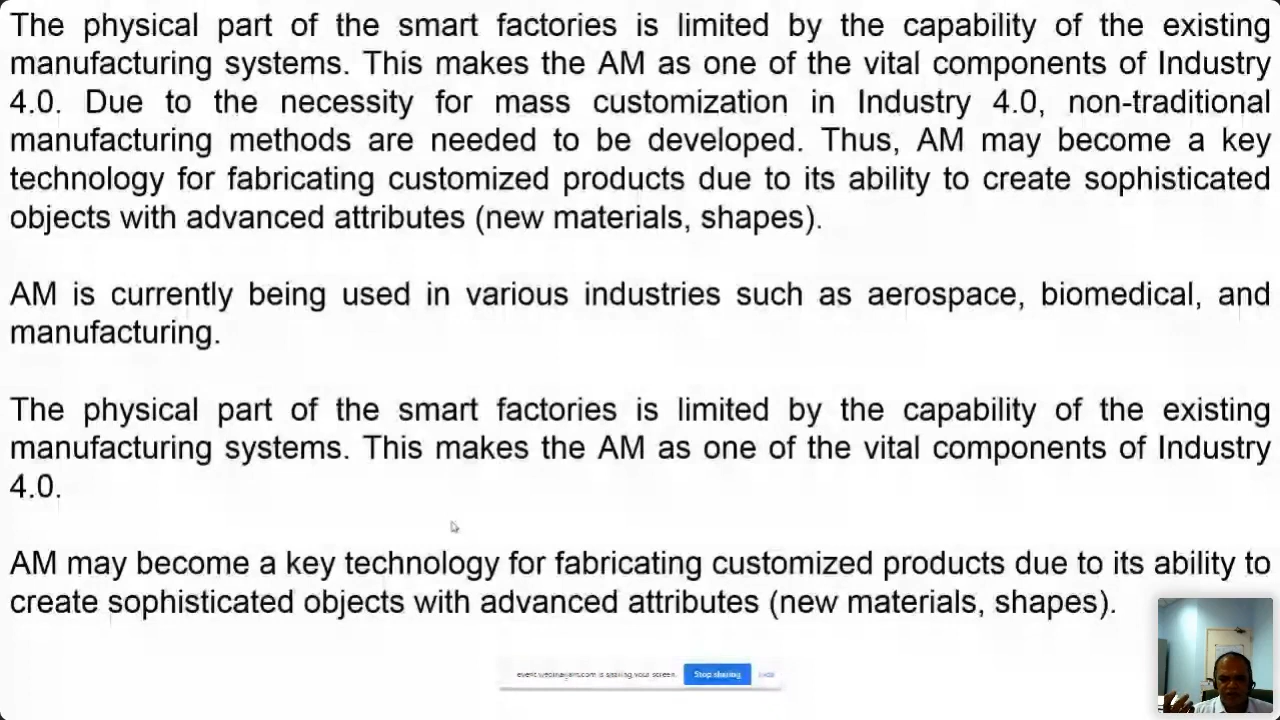 The physical part of the smart factories is limited by the capability of the existing
manufacturing systems. This makes the AM as one of the vital components of Industry
4.0. Due to the necessity for mass customization in Industry 4.0, non-traditional
manufacturing methods are needed to be developed. Thus, AM may become a key
technology for fabricating customized products due to its ability to create sophisticated
objects with advanced attributes (new materials, shapes).
AM is currently being used in various industries such as aerospace, biomedical, and
manufacturing.
The physical part of the smart factories is limited by the capability of the existing
manufacturing systems. This makes the AM as one of the vital components of Industry
4.0.
AM may become a key technology for fabricating customized products due to its ability to
create sophisticated objects with advanced attributes (new materials, shapes).
is sharing your screen. Stop sharing